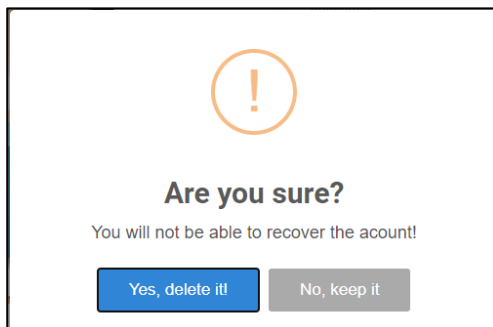 !
Are you sure?
You will not be able to recover the acount!
Yes, delete it!
No, keep it